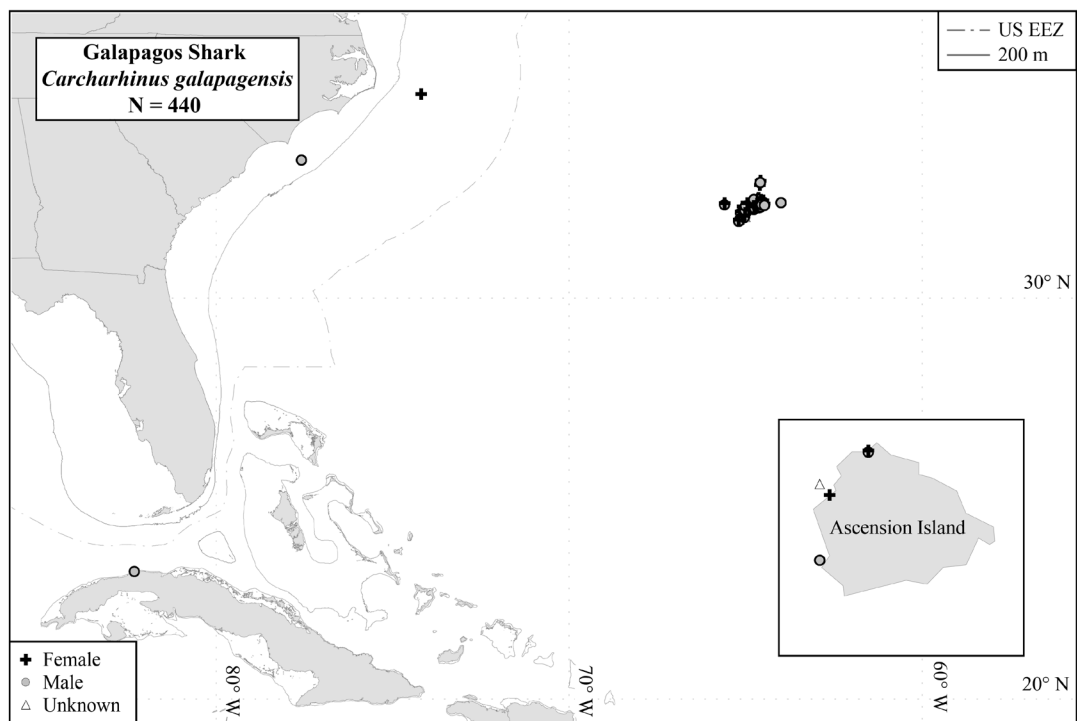 Galapagos Shark
Carcharhinus galapagensis
N = 440
US EEZ
200 m
30° N
Ascension Island
Female
Male
Unknown
80° W
70° W
60° W
20° N